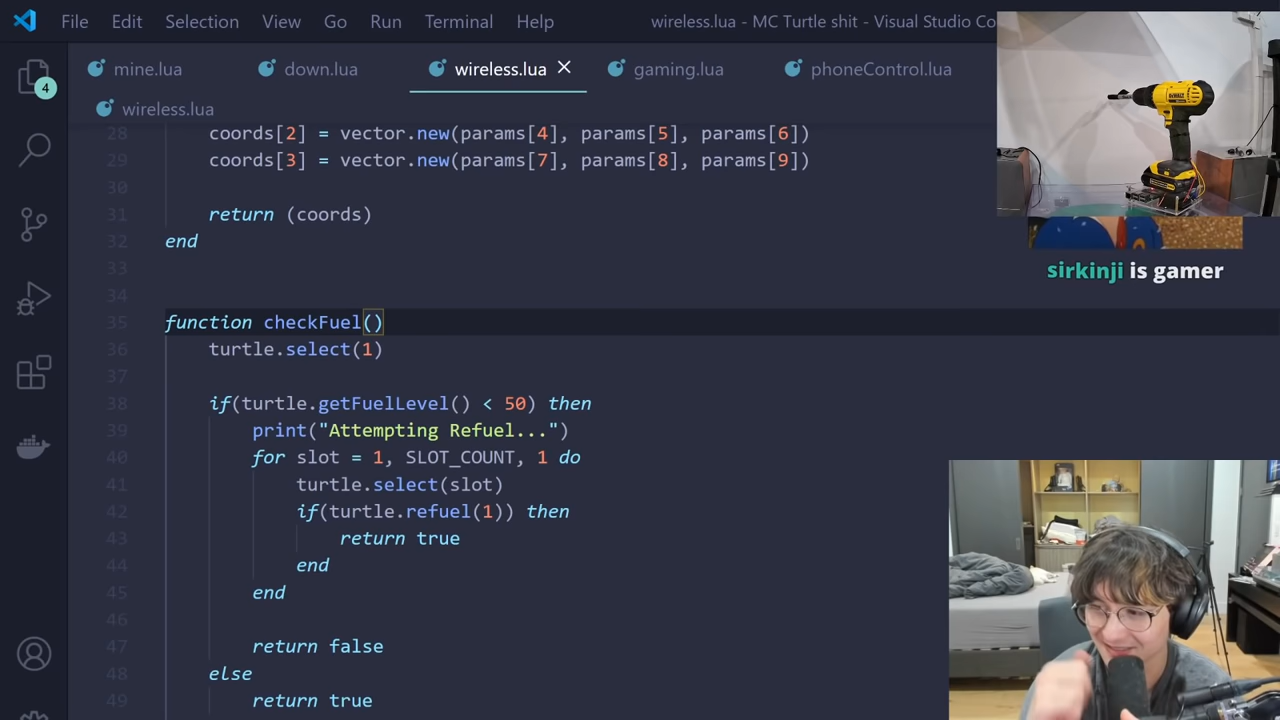 File Edit Selection View Go Run Terminal Help wireless.lua - MC Turtle shit - Visual Studio Co
4
mine.lua down.lua wireless.lua gaming.lua phoneControl.lua
wireless.lua
28 coords[2] = vector.new(params[4], params[5], params[6])
29 coords[3] = vector.new(params[7], params[8], params[9])
30
31 return (coords)
32 end
33
34
35 function checkFuel()
36 turtle.select(1)
37
38 if(turtle.getFuelLevel() < 50) then
39 print("Attempting Refuel...")
40 for slot = 1, SLOT_COUNT, 1 do
41 turtle.select(slot)
42 if(turtle.refuel(1)) then
43 return true
44 end
45 end
46
47 return false
48 else
49 return true
DEWALT
sirkinji is gamer